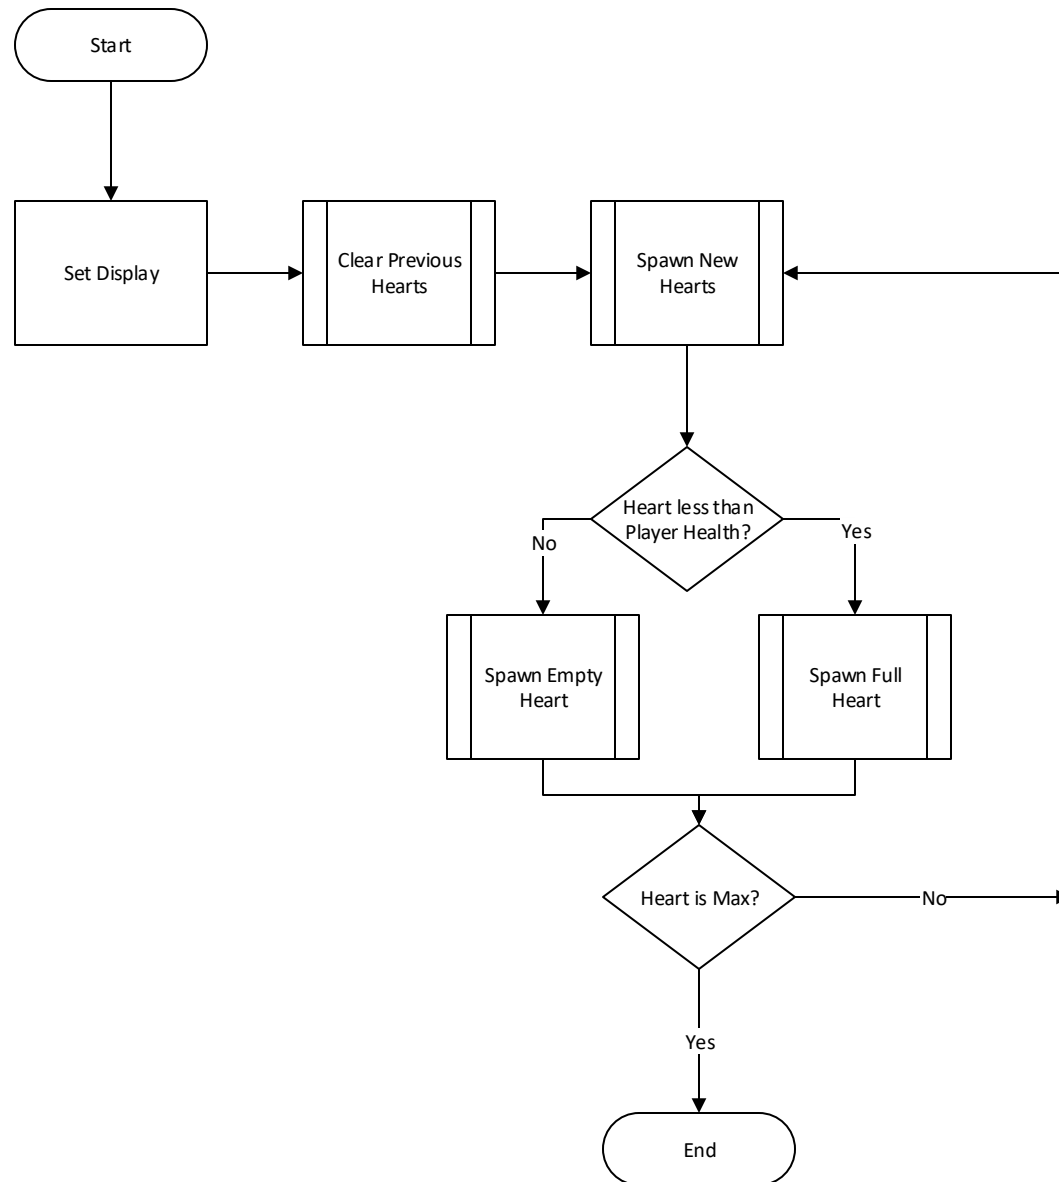 Start
Set Display
Clear Previous
Hearts
Spawn New
Hearts
Heart less than
Player Health?
No
Yes
Spawn Empty
Heart
Spawn Full
Heart
Heart is Max?
No
Yes
End